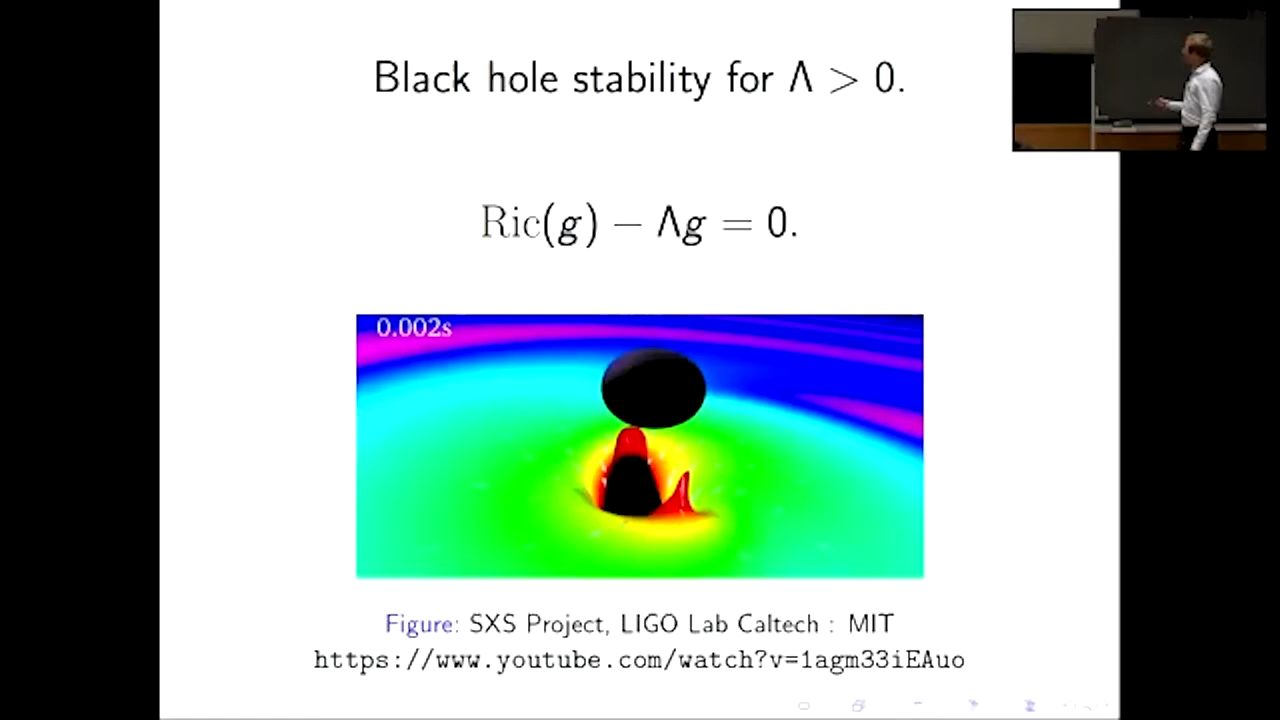 Black hole stability for Λ > 0.
Ric(g) − Λg = 0.
0.002s
Figure: SXS Project, LIGO Lab Caltech : MIT
https://www.youtube.com/watch?v=1agm33iEAuo